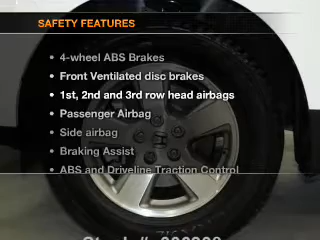 SAFETY FEATURES
• 4-wheel ABS Brakes
• Front Ventilated disc brakes
• 1st, 2nd and 3rd row head airbags
• Passenger Airbag
• Side airbag
• Braking Assist
• ABS and Driveline Traction Control